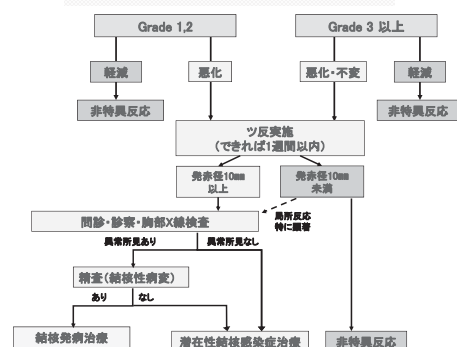 Grade 1,2
Grade 3 以上
軽減
悪化
悪化・不変
軽減
非特異反応
非特異反応
ツ反実施
(できれば1週間以内)
発赤径10mm
以上
発赤径10mm
未満
局所反応
特に顕著
問診・診察・胸部X線検査
異常所見あり
異常所見なし
精査(結核性病変)
あり
なし
結核発病治療
潜在性結核感染症治療
非特異反応